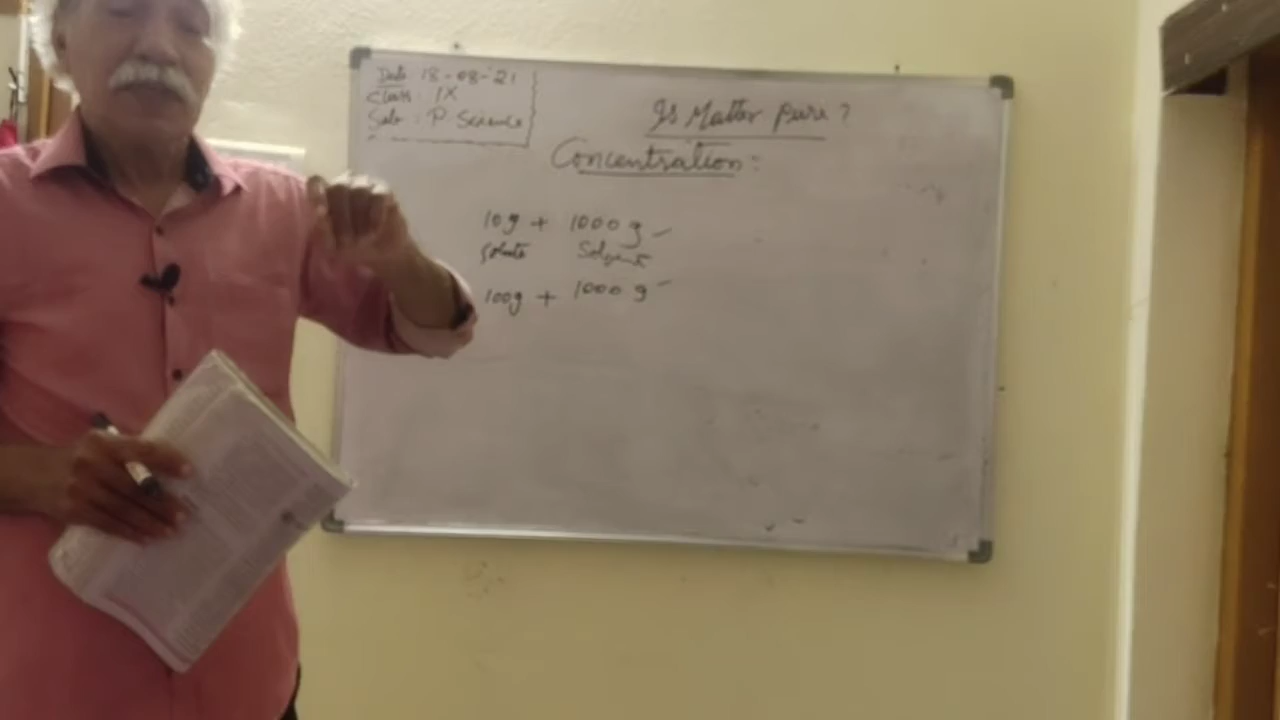 Date 18-08-'21
Class: IX
Sub: P. Science
Is Matter Pure?
Concentration:
10g + 1000 g
Solute Solvent
100g + 1000 g